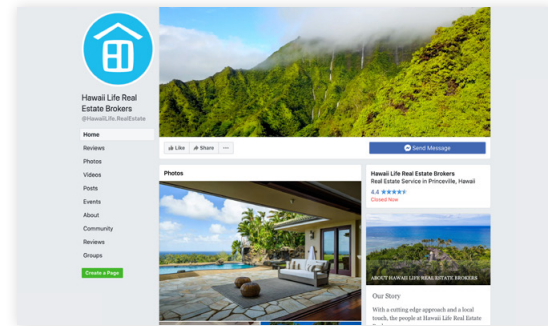 Hawaii Life Real
Estate Brokers
@HawaiiLife.RealEstate
Home
Reviews
Photos
Videos
Posts
Events
About
Community
Reviews
Groups
Create a Page
Like
Share
Send Message
Photos
Hawaii Life Real Estate Brokers
Real Estate Service in Princeville, Hawaii
4.4
Closed Now
ABOUT HAWAII LIFE REAL ESTATE BROKERS
Our Story
With a cutting edge approach and a local
touch, the people at Hawaii Life Real Estate